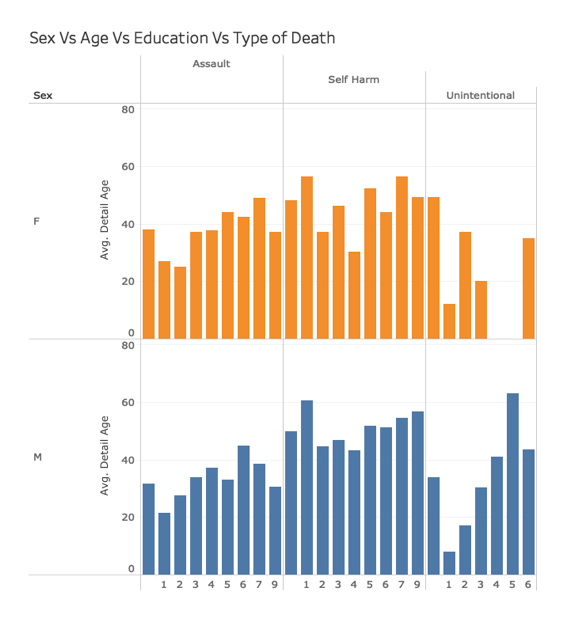 Sex Vs Age Vs Education Vs Type of Death
Assault
Self Harm
Unintentional
Sex
F
Avg. Detail Age
80
60
40
20
0
M
Avg. Detail Age
80
60
40
20
0
1 2 3 4 5 6 7 9 1 2 3 4 5 6 7 9 1 2 3 4 5 6